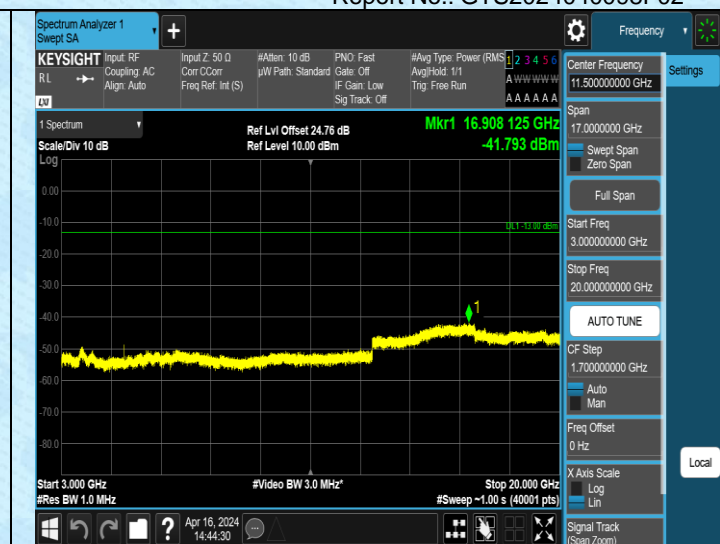 Spectrum Analyzer 1
Swept SA
Frequency
KEYSIGHT
RL
LXI
Input: RF
Coupling: AC
Align: Auto
Input Z: 50 Ω
Corr CCorr
Freq Ref: Int (S)
#Atten: 10 dB
µW Path: Standard
PNO: Fast
Gate: Off
IF Gain: Low
Sig Track: Off
#Avg Type: Power (RMS
Avg|Hold: 1/1
Trig: Free Run
1 2 3 4 5 6
A W W W W W
A A A A A A
Center Frequency
11.500000000 GHz
Settings
Span
17.0000000 GHz
Swept Span
Zero Span
Full Span
Start Freq
3.000000000 GHz
Stop Freq
20.000000000 GHz
AUTO TUNE
CF Step
1.700000000 GHz
Auto
Man
Freq Offset
0 Hz
X Axis Scale
Log
Lin
Signal Track
(Span Zoom)
Local
1 Spectrum
Scale/Div 10 dB
Ref Lvl Offset 24.76 dB
Ref Level 10.00 dBm
Mkr1 16.908 125 GHz
-41.793 dBm
Log
0.00
-10.0
DL1 -13.00 dBm
-20.0
-30.0
1
-40.0
-50.0
-60.0
-70.0
-80.0
Start 3.000 GHz
#Res BW 1.0 MHz
#Video BW 3.0 MHz*
Stop 20.000 GHz
#Sweep ~1.00 s (40001 pts)
?
Apr 16, 2024
14:44:30